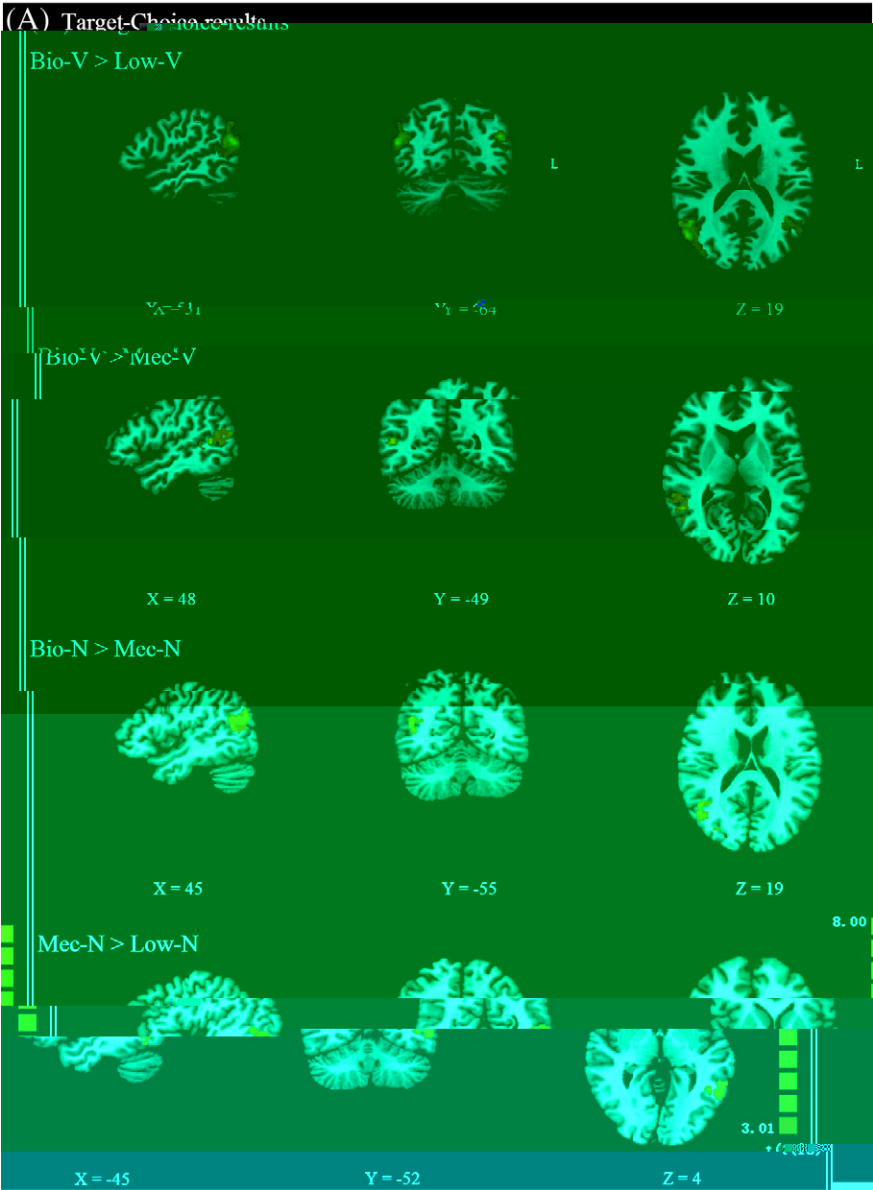 (A) Target-Choice-results
Bio-V > Low-V
L L
Z = 19
Bio-V > Mec-V
X = 48 Y = -49 Z = 10
Bio-N > Mec-N
X = 45 Y = -55 Z = 19
8.00
Mec-N > Low-N
3.01
X = -45 Y = -52 Z = 4